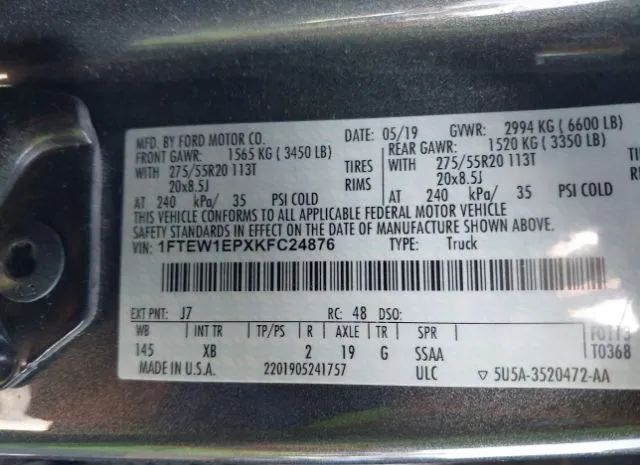 MFD. BY FORD MOTOR CO. DATE: 05/19 GVWR: 2994 KG ( 6600 LB)
FRONT GAWR: 1565 KG ( 3450 LB) REAR GAWR: 1520 KG ( 3350 LB)
WITH 275/55R20 113T TIRES WITH 275/55R20 113T TIRES
20x8.5J RIMS 20x8.5J RIMS
AT 240 kPa/ 35 PSI COLD AT 240 kPa/ 35 PSI COLD
THIS VEHICLE CONFORMS TO ALL APPLICABLE FEDERAL MOTOR VEHICLE
SAFETY STANDARDS IN EFFECT ON THE DATE OF MANUFACTURE SHOWN ABOVE.
VIN: 1FTEW1EPXKFC24876 TYPE: Truck
EXT PNT: J7 RC: 48 DSO:
WB INT TR TP/PS R AXLE TR SPR F0113
145 XB 2 19 G SSAA T0368
MADE IN U.S.A. 2201905241757 ULC ▽ 5U5A-3520472-AA